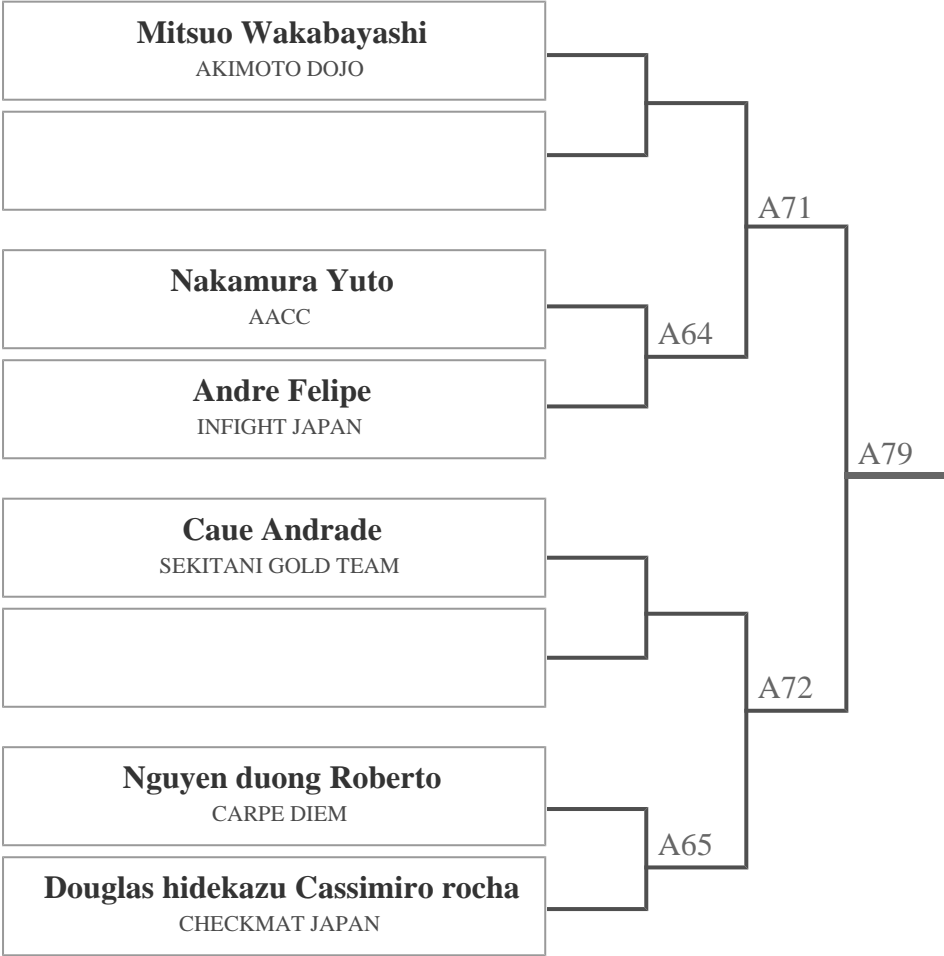 Mitsuo Wakabayashi
AKIMOTO DOJO
A71
Nakamura Yuto
AACC
A64
Andre Felipe
INFIGHT JAPAN
A79
Caue Andrade
SEKITANI GOLD TEAM
A72
Nguyen duong Roberto
CARPE DIEM
A65
Douglas hidekazu Cassimiro rocha
CHECKMAT JAPAN